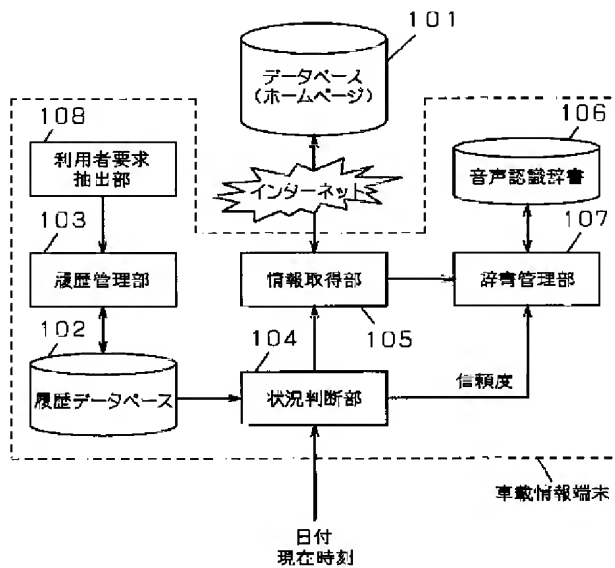 101
データベース
(ホームページ)
108
利用者要求
抽出部
106
音声認識辞書
インターネット
103
履歴管理部
情報取得部
107
辞書管理部
102
履歴データベース
104
105
状況判断部
信頼度
車載情報端末
日付
現在時刻